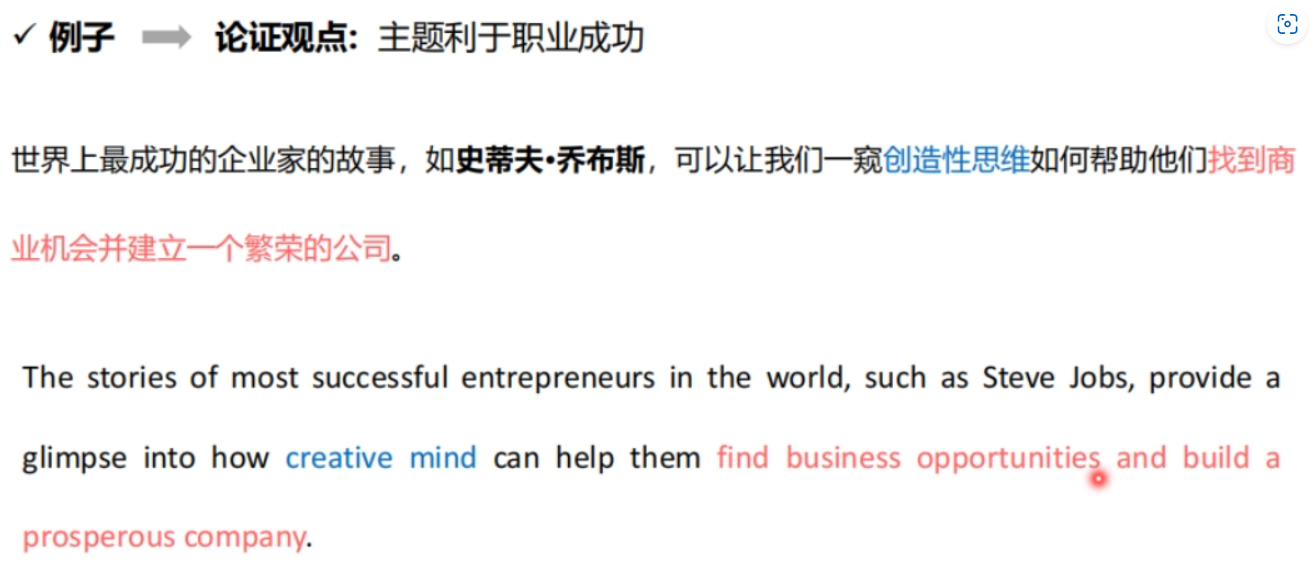 ✓ 例子 论证观点: 主题利于职业成功
世界上最成功的企业家的故事，如史蒂夫•乔布斯，可以让我们一窥创造性思维如何帮助他们找到商
业机会并建立一个繁荣的公司。
The stories of most successful entrepreneurs in the world, such as Steve Jobs, provide a
glimpse into how creative mind can help them find business opportunities and build a
prosperous company.